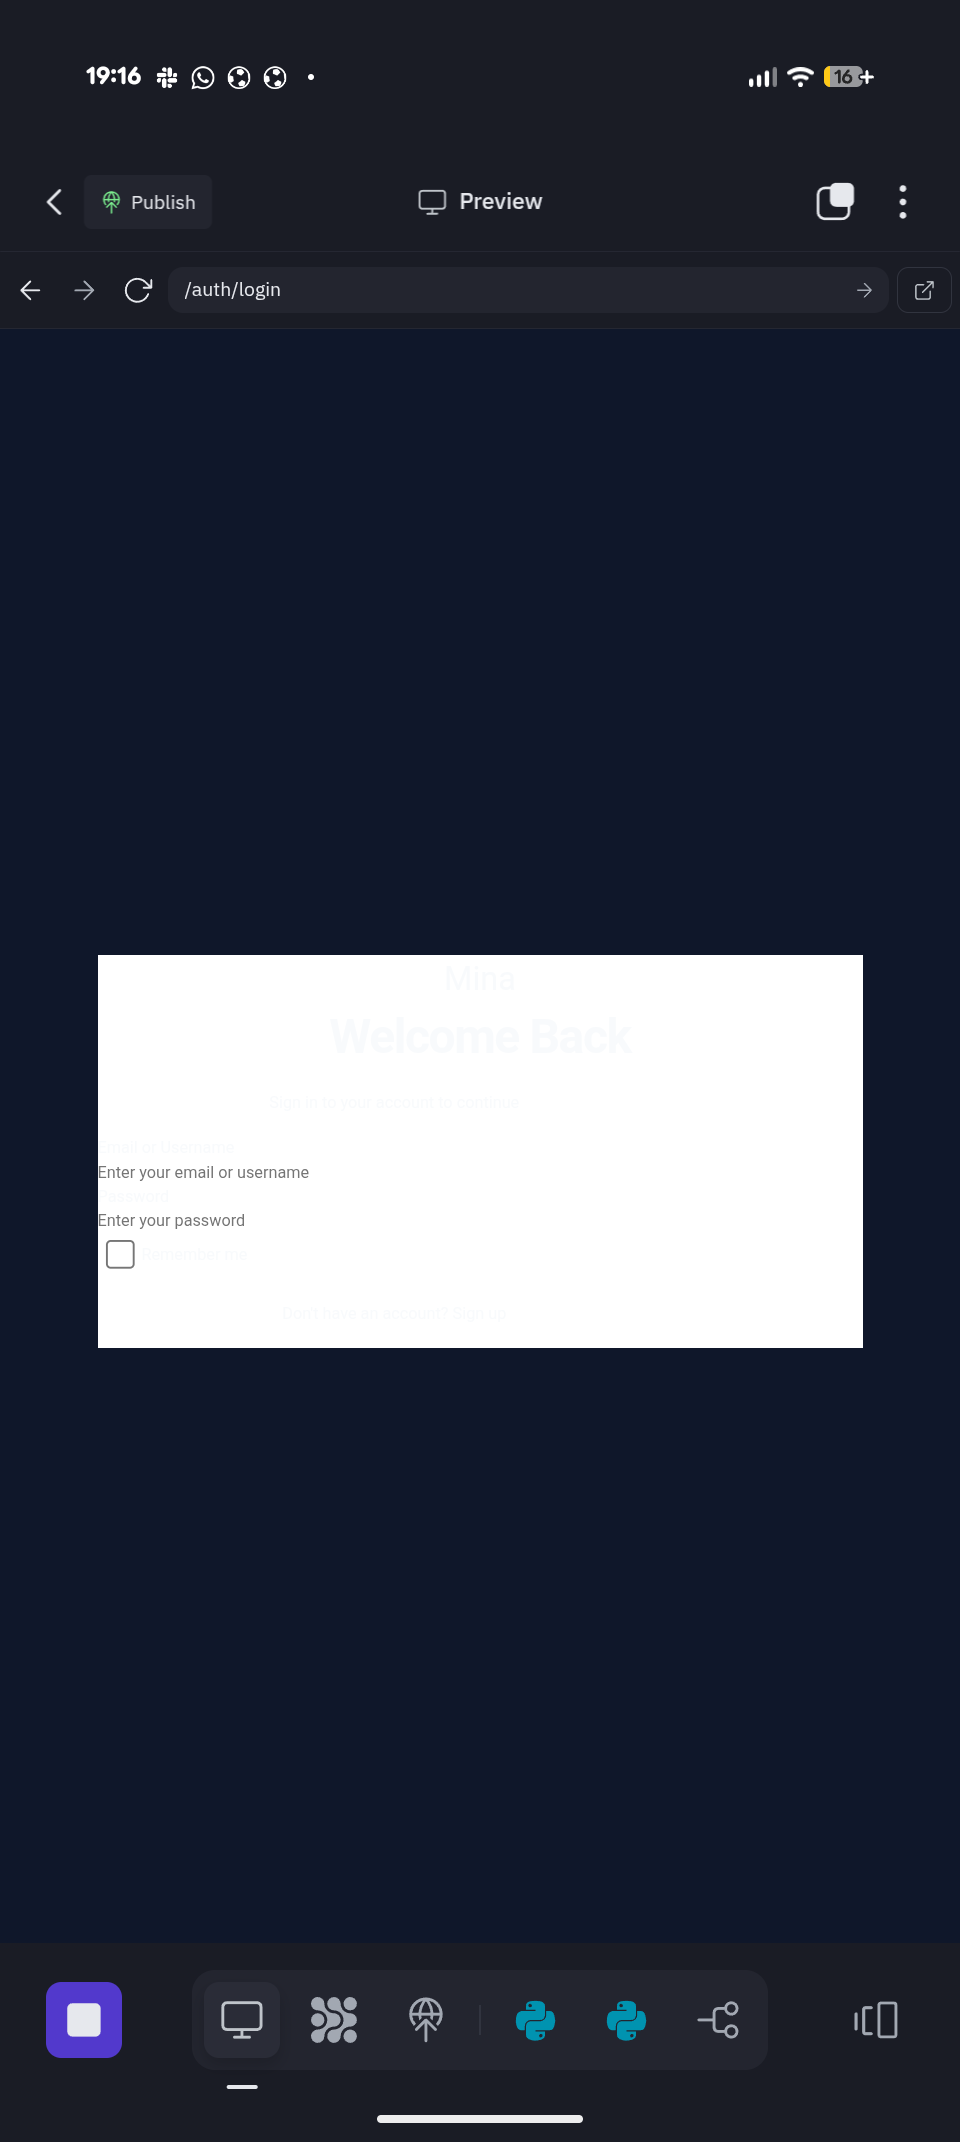 19:16
16
Publish
Preview
/auth/login
Mina
Welcome Back
Sign in to your account to continue
Email or Username
Enter your email or username
Password
Enter your password
Remember me
Don't have an account? Sign up